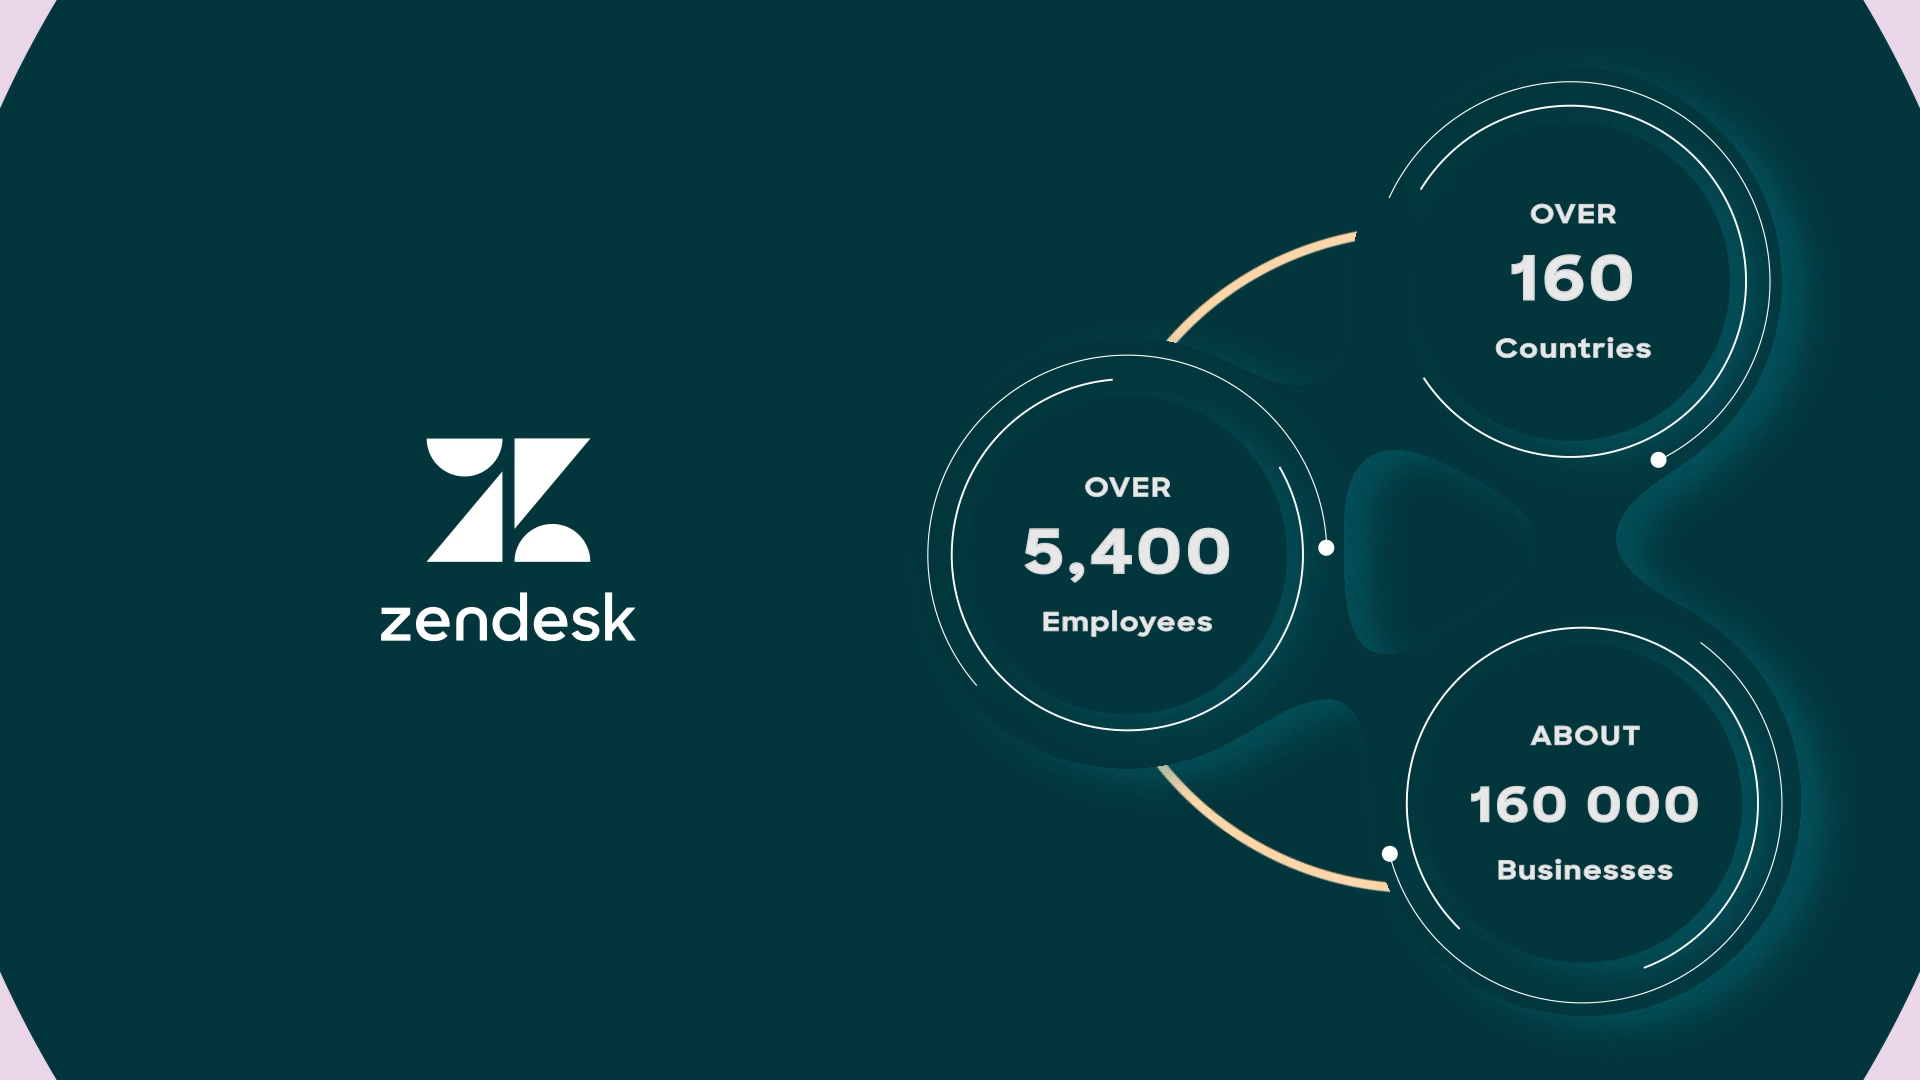 zendesk
OVER
5,400
Employees
OVER
160
Countries
ABOUT
160 000
Businesses